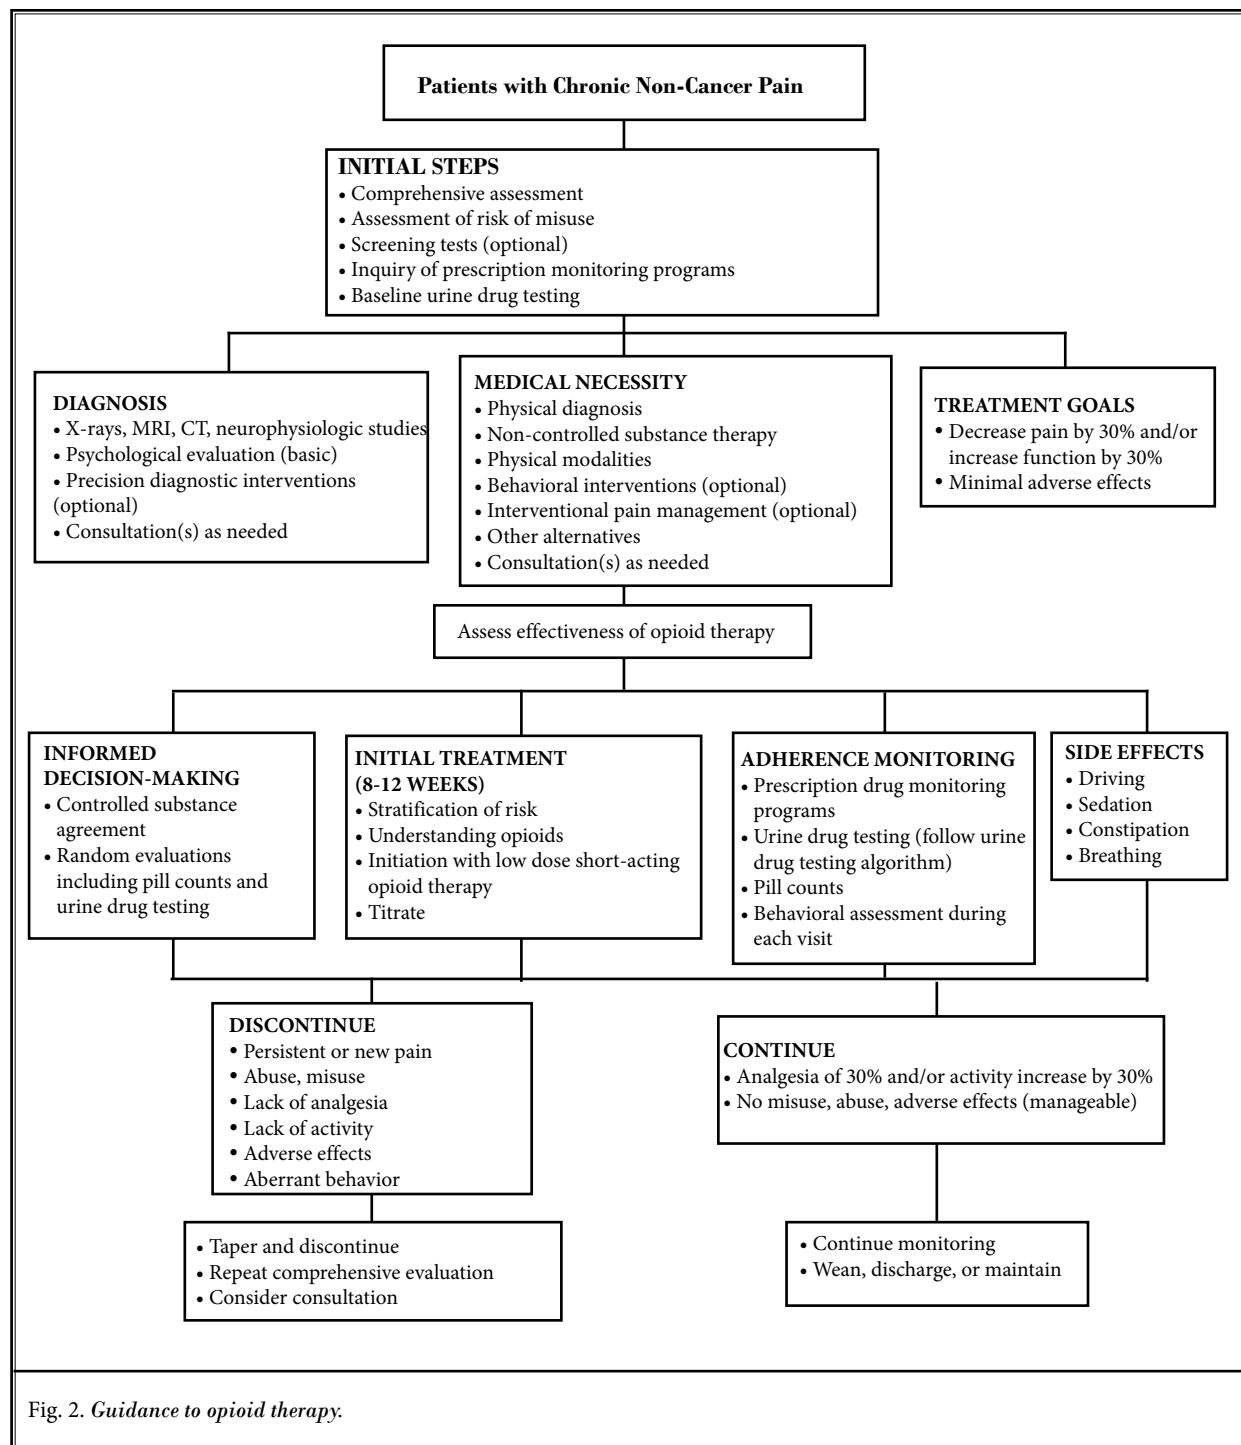 Patients with Chronic Non-Cancer Pain
INITIAL STEPS
• Comprehensive assessment
• Assessment of risk of misuse
• Screening tests (optional)
• Inquiry of prescription monitoring programs
• Baseline urine drug testing
DIAGNOSIS
• X-rays, MRI, CT, neurophysiologic studies
• Psychological evaluation (basic)
• Precision diagnostic interventions
(optional)
• Consultation(s) as needed
MEDICAL NECESSITY
• Physical diagnosis
• Non-controlled substance therapy
• Physical modalities
• Behavioral interventions (optional)
• Interventional pain management (optional)
• Other alternatives
• Consultation(s) as needed
TREATMENT GOALS
• Decrease pain by 30% and/or
increase function by 30%
• Minimal adverse effects
Assess effectiveness of opioid therapy
INFORMED
DECISION-MAKING
• Controlled substance
agreement
• Random evaluations
including pill counts and
urine drug testing
INITIAL TREATMENT
(8-12 WEEKS)
• Stratification of risk
• Understanding opioids
• Initiation with low dose short-acting
opioid therapy
• Titrate
ADHERENCE MONITORING
• Prescription drug monitoring
programs
• Urine drug testing (follow urine
drug testing algorithm)
• Pill counts
• Behavioral assessment during
each visit
SIDE EFFECTS
• Driving
• Sedation
• Constipation
• Breathing
DISCONTINUE
• Persistent or new pain
• Abuse, misuse
• Lack of analgesia
• Lack of activity
• Adverse effects
• Aberrant behavior
CONTINUE
• Analgesia of 30% and/or activity increase by 30%
• No misuse, abuse, adverse effects (manageable)
• Taper and discontinue
• Repeat comprehensive evaluation
• Consider consultation
• Continue monitoring
• Wean, discharge, or maintain
Fig. 2. Guidance to opioid therapy.